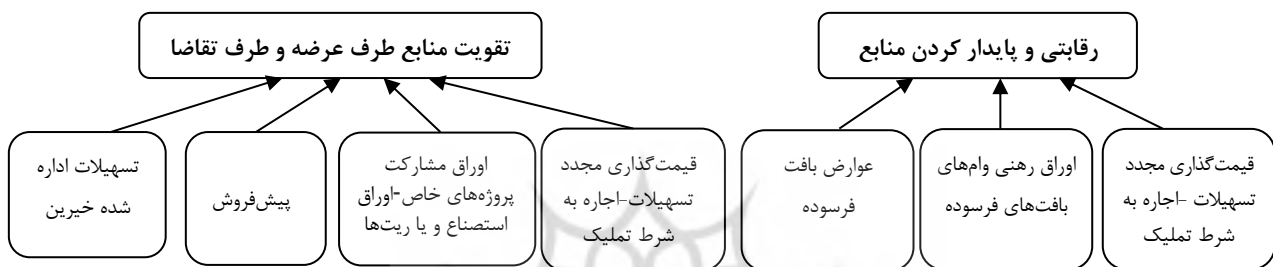 رقابتی و پایدار کردن منابع
تقویت منابع طرف عرضه و طرف تقاضا
قیمت‌گذاری مجدد
تسهیلات -اجاره به
شرط تملیک
اوراق رهنی وام‌های
بافت‌های فرسوده
عوارض بافت
فرسوده
قیمت‌گذاری مجدد
تسهیلات-اجاره به
شرط تملیک
اوراق مشارکت
پروژه‌های خاص-اوراق
استصناع و یا ریت‌ها
پیش‌فروش
تسهیلات اداره
شده خیرین